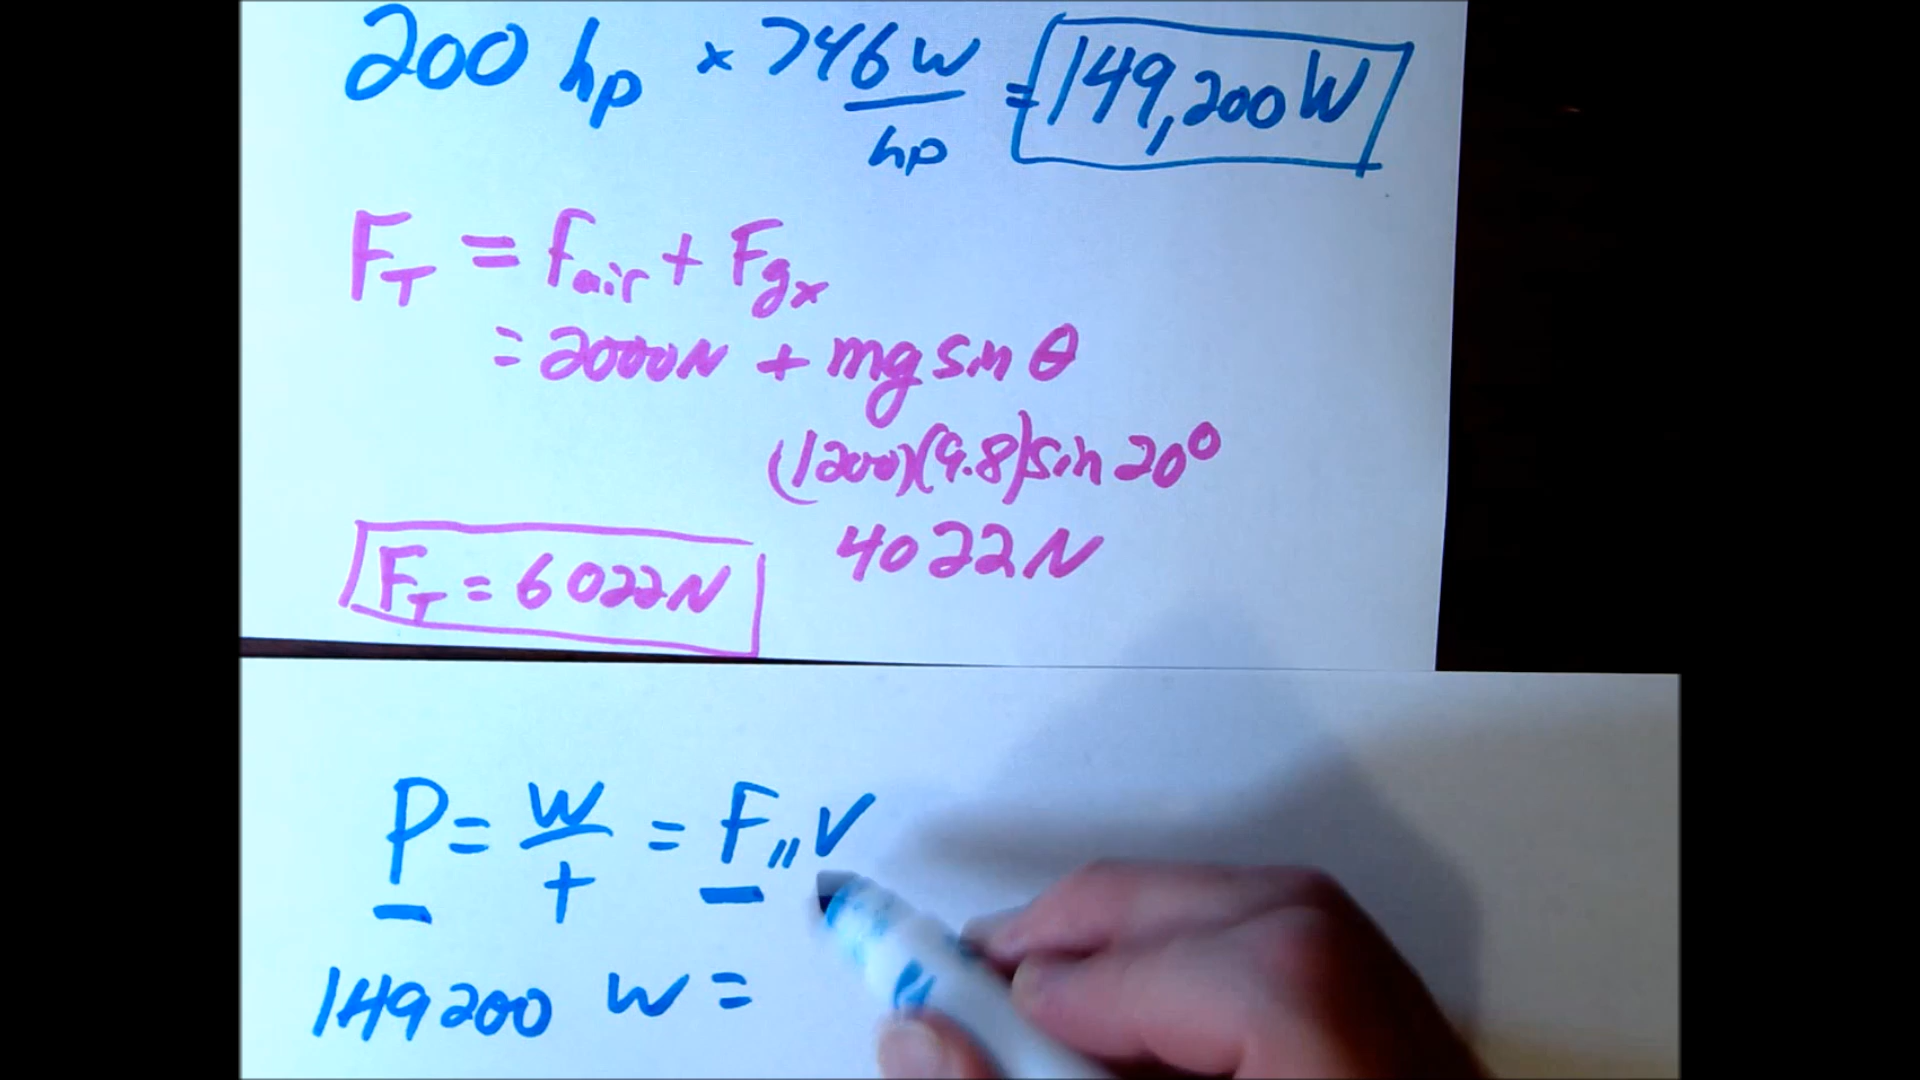 200 hp × 746 W/hp = 149,200 W
F_T = F_air + F_gx
= 2000N + mg sin θ
(1200)(9.8) sin 20°
4022N
F_T = 6022N
P = W/t = F_∥ V
149200 W =